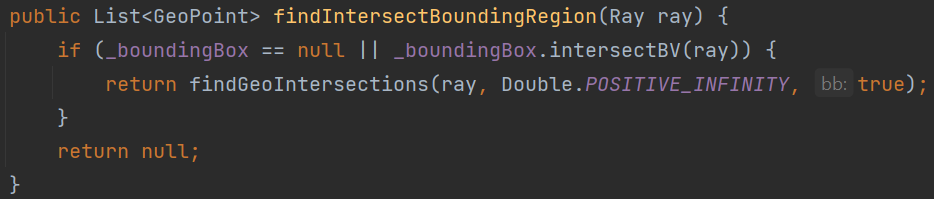 public List<GeoPoint> findIntersectBoundingRegion(Ray ray) {
    if (_boundingBox == null || _boundingBox.intersectBV(ray)) {
        return findGeoIntersections(ray, Double.POSITIVE_INFINITY, bb: true);
    }
    return null;
}